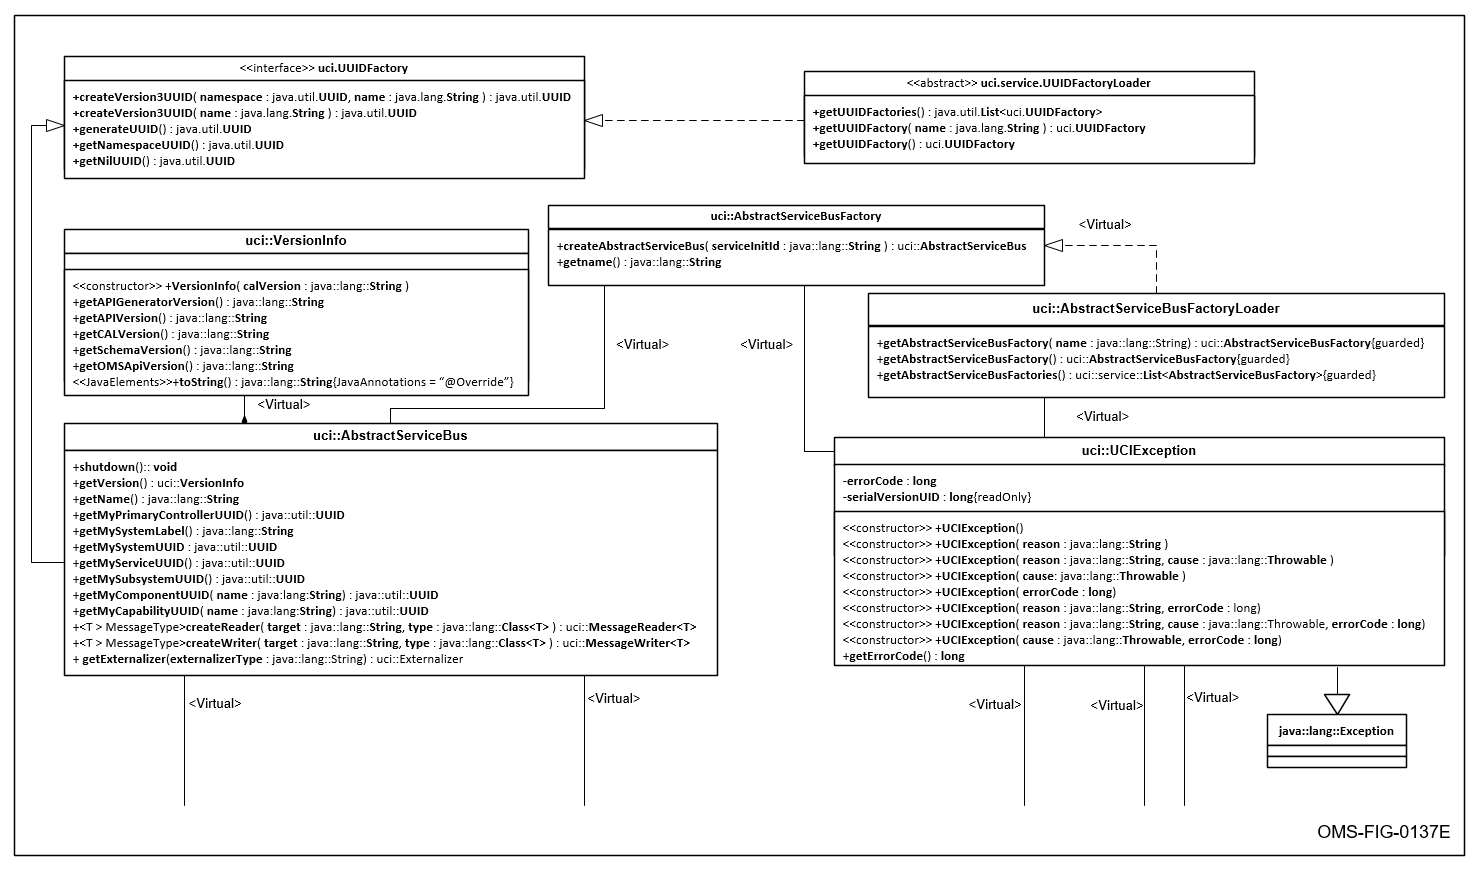 <<interface>> uci.UUIDFactory
+createVersion3UUID( namespace : java.util.UUID, name : java.lang.String ) : java.util.UUID
+createVersion3UUID( name : java.lang.String ) : java.util.UUID
+generateUUID() : java.util.UUID
+getNamespaceUUID() : java.util.UUID
+getNilUUID() : java.util.UUID
<<abstract>> uci.service.UUIDFactoryLoader
+getUUIDFactories() : java.util.List<uci.UUIDFactory>
+getUUIDFactory( name : java.lang.String ) : uci.UUIDFactory
+getUUIDFactory() : uci.UUIDFactory
uci::AbstractServiceBusFactory
+createAbstractServiceBus( serviceInitId : java::lang::String ) : uci::AbstractServiceBus
+getname() : java::lang::String
<Virtual>
uci::VersionInfo
<<constructor>> +VersionInfo( calVersion : java::lang::String )
+getAPIGeneratorVersion() : java::lang::String
+getAPIVersion() : java::lang::String
+getCALVersion() : java::lang::String
+getSchemaVersion() : java::lang::String
+getOMSApiVersion() : java::lang::String
<<JavaElements>>+toString() : java::lang::String{JavaAnnotations = “@Override”}
uci::AbstractServiceBusFactoryLoader
+getAbstractServiceBusFactory( name : java::lang::String) : uci::AbstractServiceBusFactory{guarded}
+getAbstractServiceBusFactory() : uci::AbstractServiceBusFactory{guarded}
+getAbstractServiceBusFactories() : uci::service::List<AbstractServiceBusFactory>{guarded}
<Virtual>
<Virtual>
<Virtual>
<Virtual>
uci::AbstractServiceBus
+shutdown():: void
+getVersion() : uci::VersionInfo
+getName() : java::lang::String
+getMyPrimaryControllerUUID() : java::util::UUID
+getMySystemLabel() : java::lang::String
+getMySystemUUID : java::util::UUID
+getMyServiceUUID() : java::util::UUID
+getMySubsystemUUID() : java::util::UUID
+getMyComponentUUID( name : java:lang:String) : java::util::UUID
+getMyCapabilityUUID( name : java:lang:String) : java::util::UUID
+<T > MessageType>createReader( target : java::lang::String, type : java::lang::Class<T> ) : uci::MessageReader<T>
+<T > MessageType>createWriter( target : java::lang::String, type : java::lang::Class<T> ) : uci::MessageWriter<T>
+ getExternalizer(externalizerType : java::lang::String) : uci::Externalizer
uci::UCIException
-errorCode : long
-serialVersionUID : long{readOnly}
<<constructor>> +UCIException()
<<constructor>> +UCIException( reason : java::lang::String )
<<constructor>> +UCIException( reason : java::lang::String, cause : java::lang::Throwable )
<<constructor>> +UCIException( cause: java::lang::Throwable )
<<constructor>> +UCIException( errorCode : long)
<<constructor>> +UCIException( reason : java::lang::String, errorCode : long)
<<constructor>> +UCIException( reason : java::lang::String, cause : java::lang::Throwable, errorCode : long)
<<constructor>> +UCIException( cause : java::lang::Throwable, errorCode : long)
+getErrorCode() : long
<Virtual>
<Virtual>
<Virtual>
<Virtual>
<Virtual>
java::lang::Exception
OMS-FIG-0137E